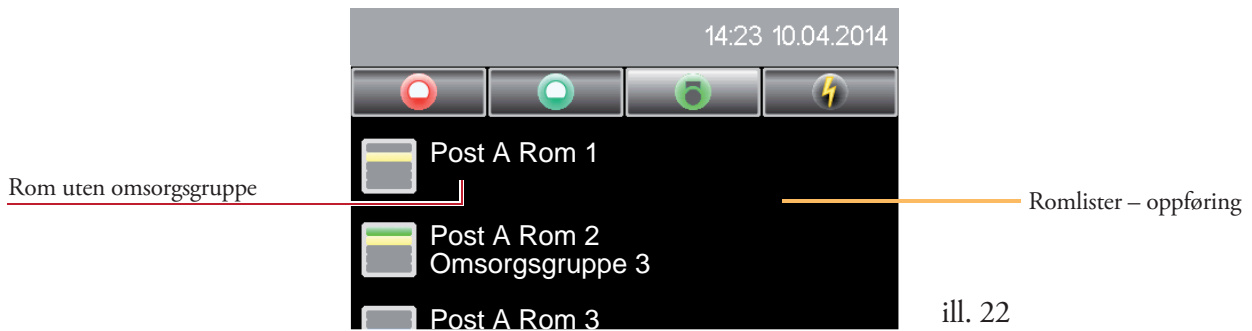 14:23 10.04.2014
Post A Rom 1
Rom uten omsorgsgruppe
Romlister – oppføring
Post A Rom 2
Omsorgsgruppe 3
Post A Rom 3
ill. 22